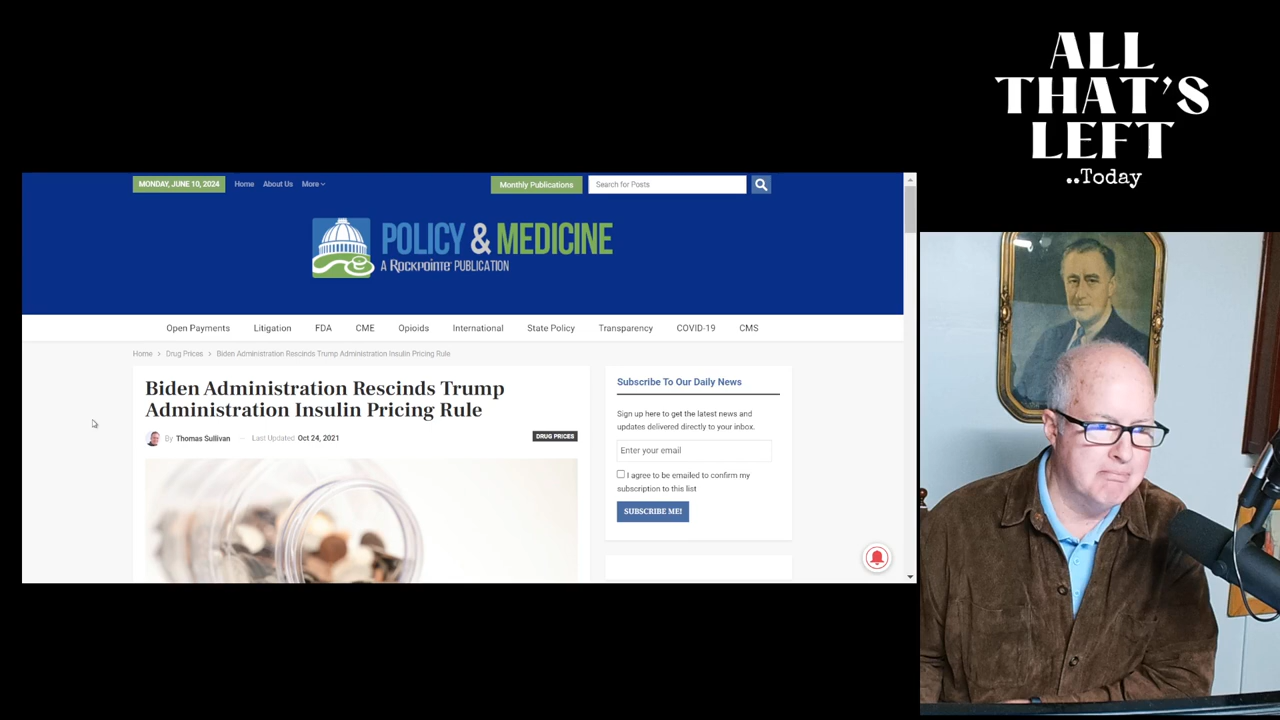 ALL
THAT'S
LEFT
..Today
MONDAY, JUNE 10, 2024
Home
About Us
More
Monthly Publications
Search for Posts
POLICY & MEDICINE
A ROCKPOINTE PUBLICATION
Open Payments
Litigation
FDA
CME
Opioids
International
State Policy
Transparency
COVID-19
CMS
Home > Drug Prices > Biden Administration Rescinds Trump Administration Insulin Pricing Rule
Biden Administration Rescinds Trump
Administration Insulin Pricing Rule
By Thomas Sullivan — Last Updated Oct 24, 2021
DRUG PRICES
Subscribe To Our Daily News
Sign up here to get the latest news and
updates delivered directly to your inbox.
Enter your email
I agree to be emailed to confirm my
subscription to this list
SUBSCRIBE ME!